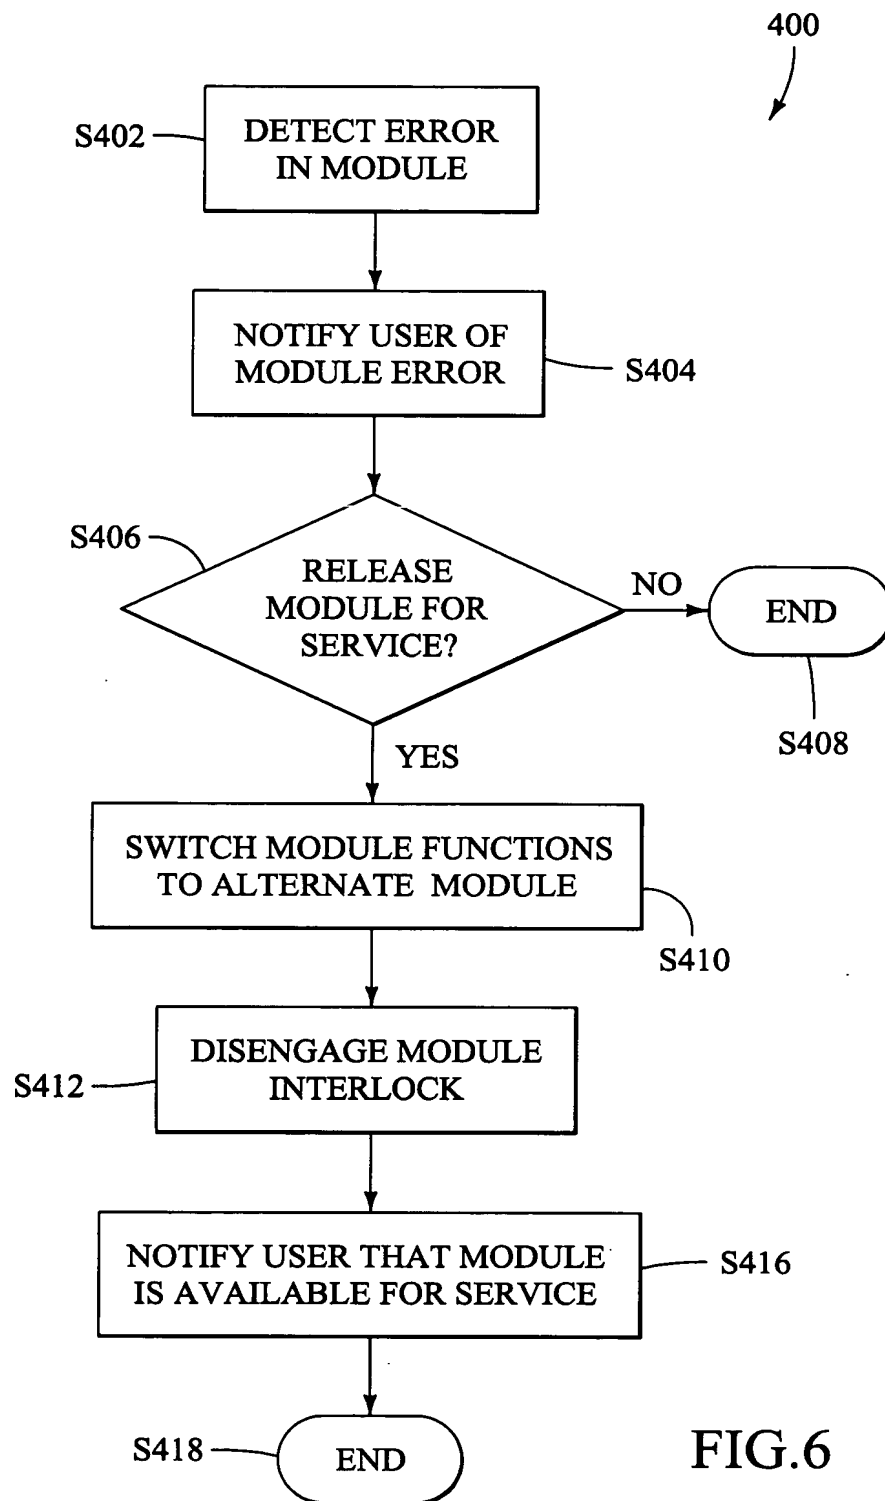 400
S402
DETECT ERROR
IN MODULE
NOTIFY USER OF
MODULE ERROR
S404
S406
RELEASE
MODULE FOR
SERVICE?
NO
END
S408
YES
SWITCH MODULE FUNCTIONS
TO ALTERNATE MODULE
S410
S412
DISENGAGE MODULE
INTERLOCK
NOTIFY USER THAT MODULE
IS AVAILABLE FOR SERVICE
S416
S418
END
FIG.6